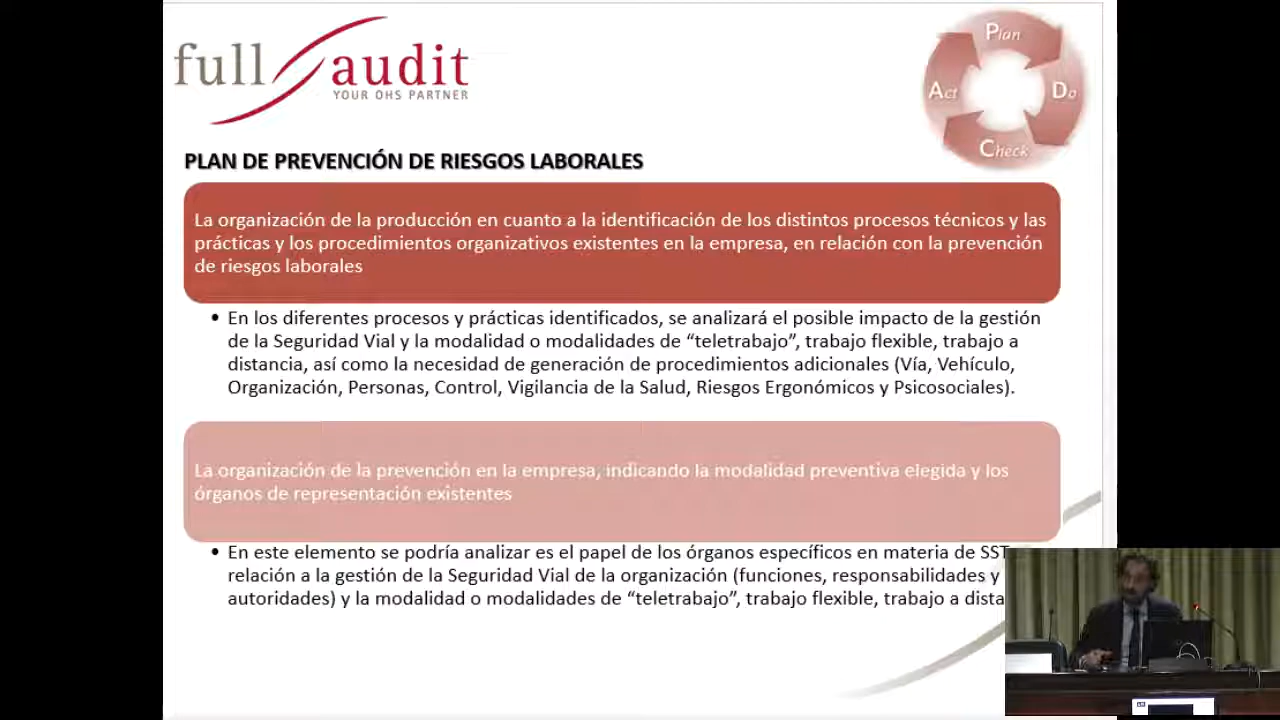 full audit
YOUR OHS PARTNER
Plan
Act
Do
Check
PLAN DE PREVENCIÓN DE RIESGOS LABORALES
La organización de la producción en cuanto a la identificación de los distintos procesos técnicos y las
prácticas y los procedimientos organizativos existentes en la empresa, en relación con la prevención
de riesgos laborales
• En los diferentes procesos y prácticas identificados, se analizará el posible impacto de la gestión
de la Seguridad Vial y la modalidad o modalidades de “teletrabajo”, trabajo flexible, trabajo a
distancia, así como la necesidad de generación de procedimientos adicionales (Vía, Vehículo,
Organización, Personas, Control, Vigilancia de la Salud, Riesgos Ergonómicos y Psicosociales).
La organización de la prevención en la empresa, indicando la modalidad preventiva elegida y los
órganos de representación existentes
• En este elemento se podría analizar es el papel de los órganos específicos en materia de SST
relación a la gestión de la Seguridad Vial de la organización (funciones, responsabilidades y
autoridades) y la modalidad o modalidades de “teletrabajo”, trabajo flexible, trabajo a dista